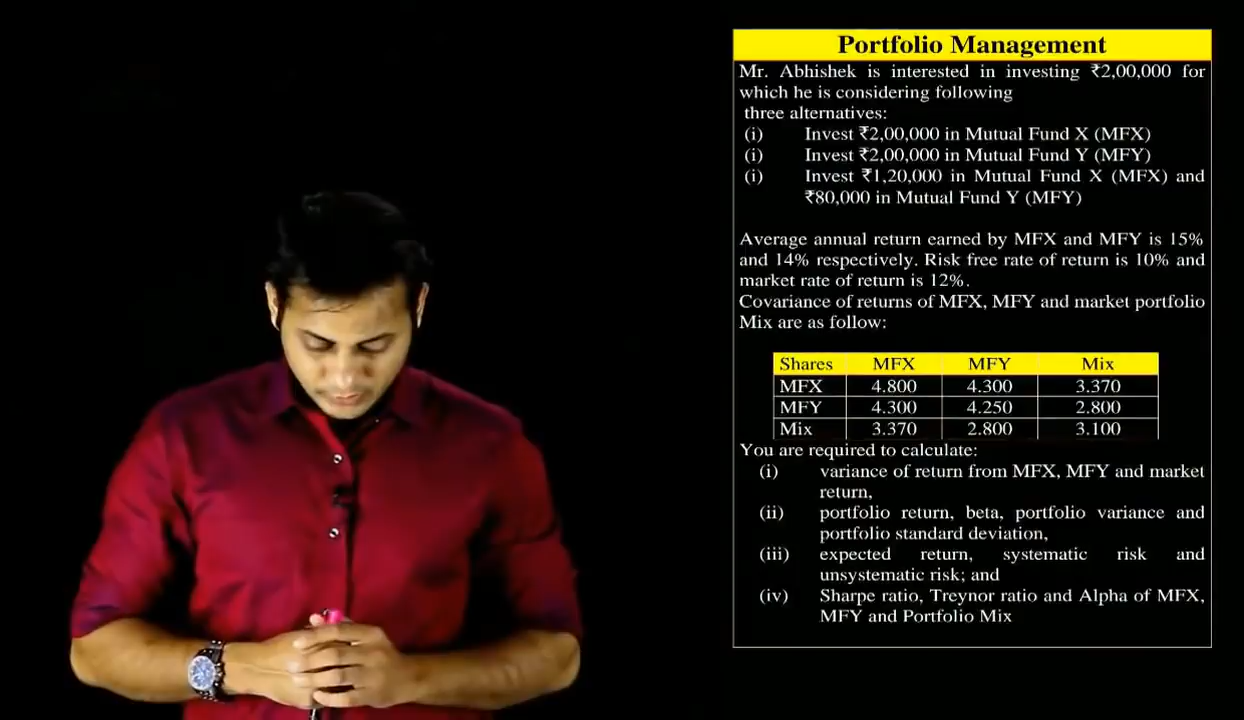 Portfolio Management
Mr. Abhishek is interested in investing ₹2,00,000 for
which he is considering following
three alternatives:
(i) Invest ₹2,00,000 in Mutual Fund X (MFX)
(i) Invest ₹2,00,000 in Mutual Fund Y (MFY)
(i) Invest ₹1,20,000 in Mutual Fund X (MFX) and
₹80,000 in Mutual Fund Y (MFY)
Average annual return earned by MFX and MFY is 15%
and 14% respectively. Risk free rate of return is 10% and
market rate of return is 12%.
Covariance of returns of MFX, MFY and market portfolio
Mix are as follow:
Shares MFX MFY Mix
MFX 4.800 4.300 3.370
MFY 4.300 4.250 2.800
Mix 3.370 2.800 3.100
You are required to calculate:
(i) variance of return from MFX, MFY and market
return,
(ii) portfolio return, beta, portfolio variance and
portfolio standard deviation,
(iii) expected return, systematic risk and
unsystematic risk; and
(iv) Sharpe ratio, Treynor ratio and Alpha of MFX,
MFY and Portfolio Mix